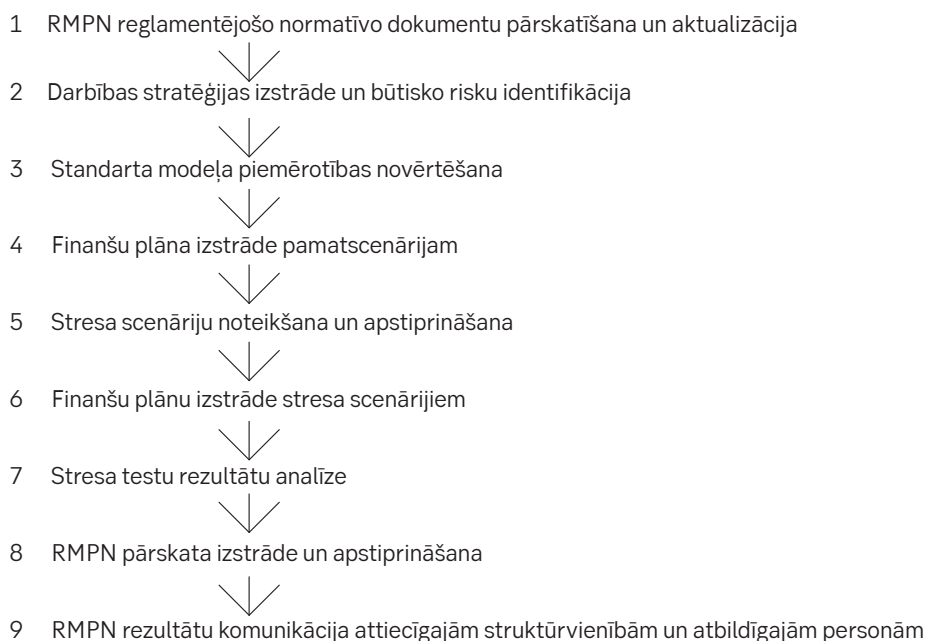 1 RMPN reglamentējošo normatīvo dokumentu pārskatīšana un aktualizācija
2 Darbības stratēģijas izstrāde un būtisko risku identifikācija
3 Standarta modeļa piemērotības novērtēšana
4 Finanšu plāna izstrāde pamatscenārijam
5 Stresa scenāriju noteikšana un apstiprināšana
6 Finanšu plānu izstrāde stresa scenārijiem
7 Stresa testu rezultātu analīze
8 RMPN pārskata izstrāde un apstiprināšana
9 RMPN rezultātu komunikācija attiecīgajām struktūrvienībām un atbildīgajām personām